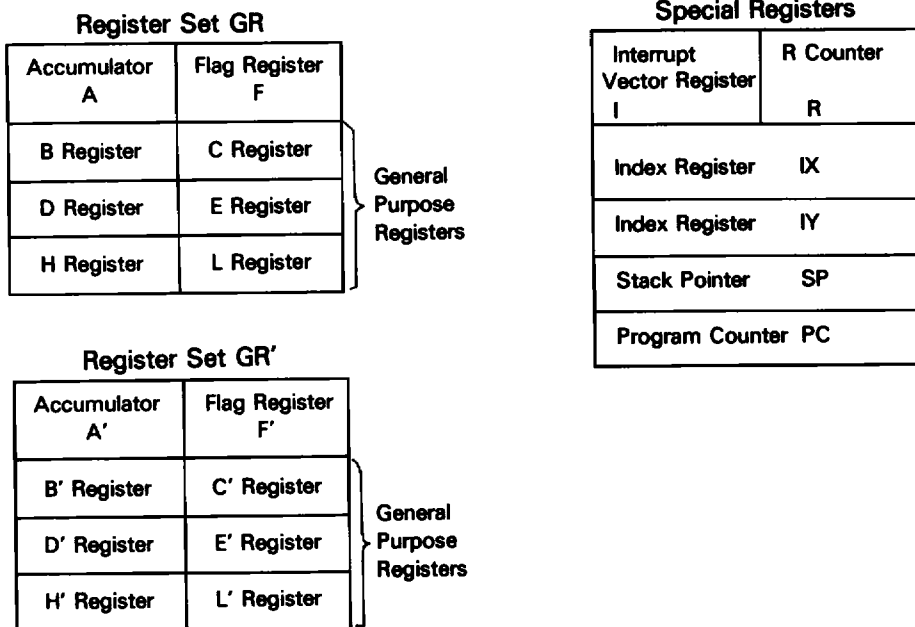 Register Set GR
Accumulator
A
Flag Register
F
B Register
C Register
D Register
E Register
H Register
L Register
General
Purpose
Registers
Special Registers
Interrupt
Vector Register
I
R Counter
R
Index Register IX
Index Register IY
Stack Pointer SP
Program Counter PC
Register Set GR'
Accumulator
A'
Flag Register
F'
B' Register
C' Register
D' Register
E' Register
H' Register
L' Register
General
Purpose
Registers